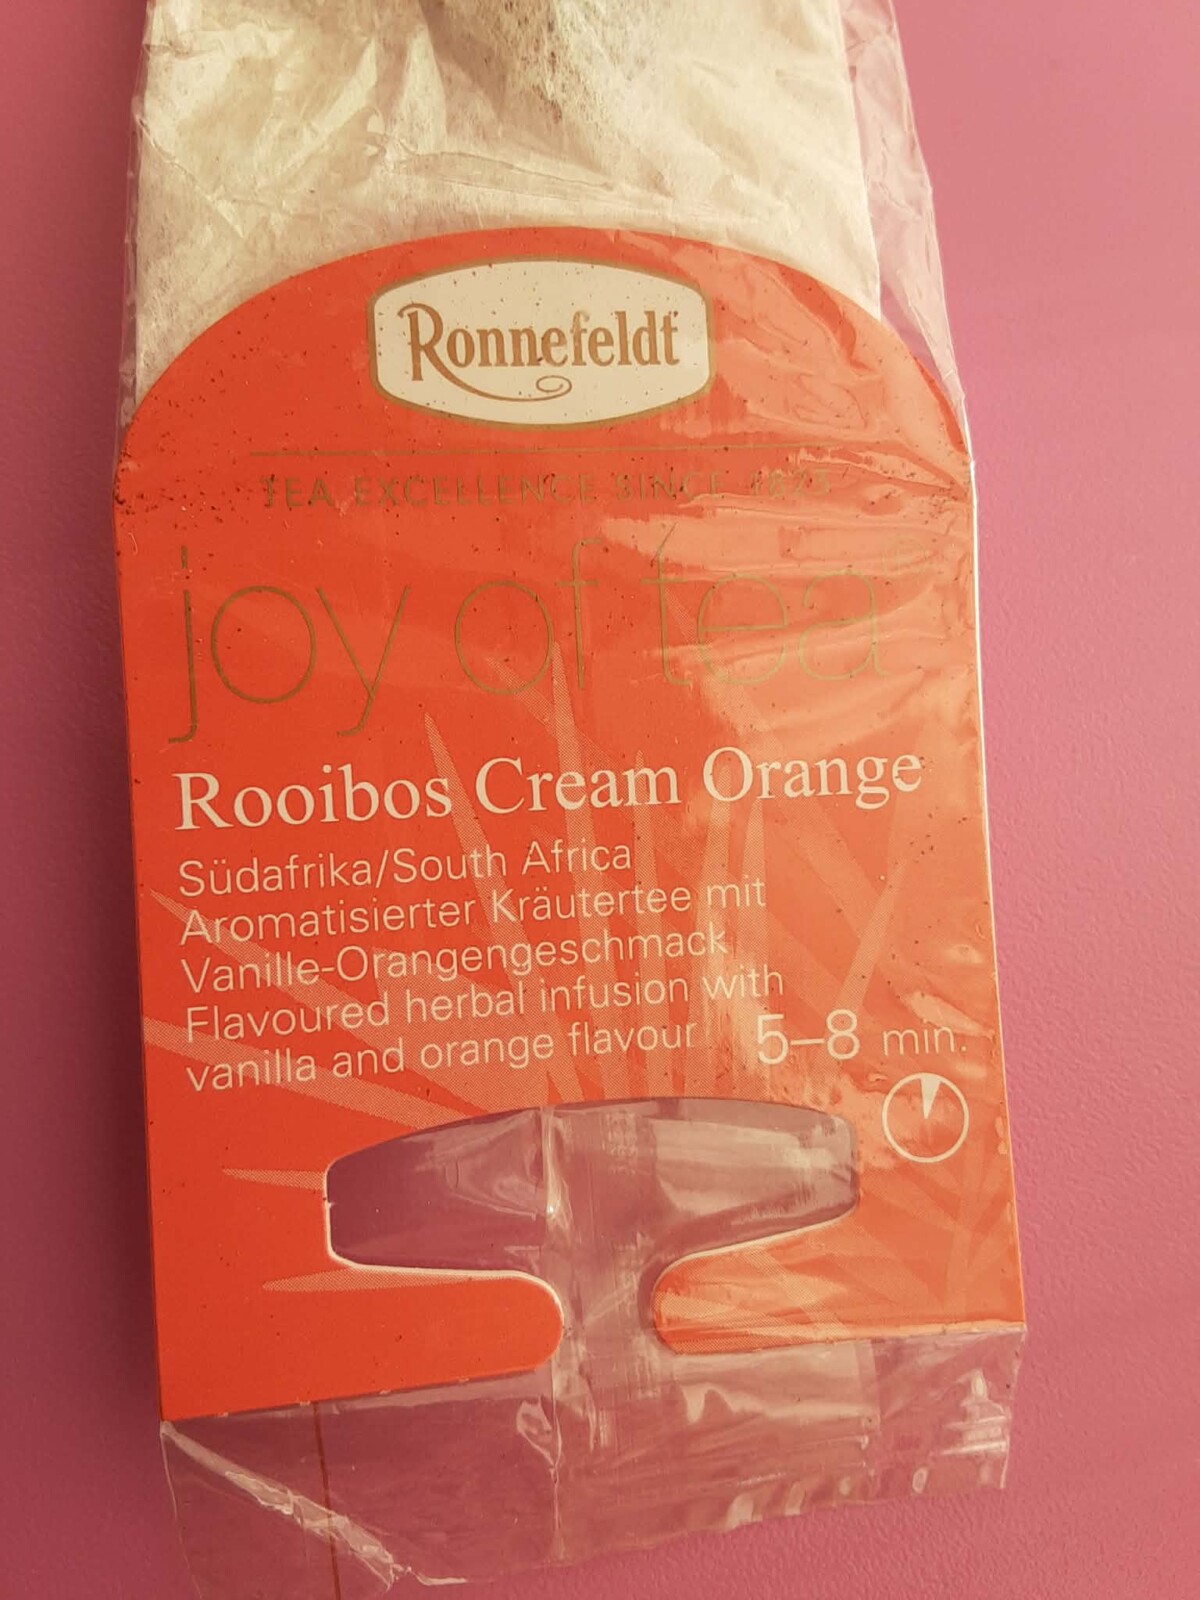 Ronnefeldt
TEA EXCELLENCE SINCE 1823
joy of tea®
Rooibos Cream Orange
Südafrika/South Africa
Aromatisierter Kräutertee mit
Vanille-Orangengeschmack
Flavoured herbal infusion with
vanilla and orange flavour
5–8 min.